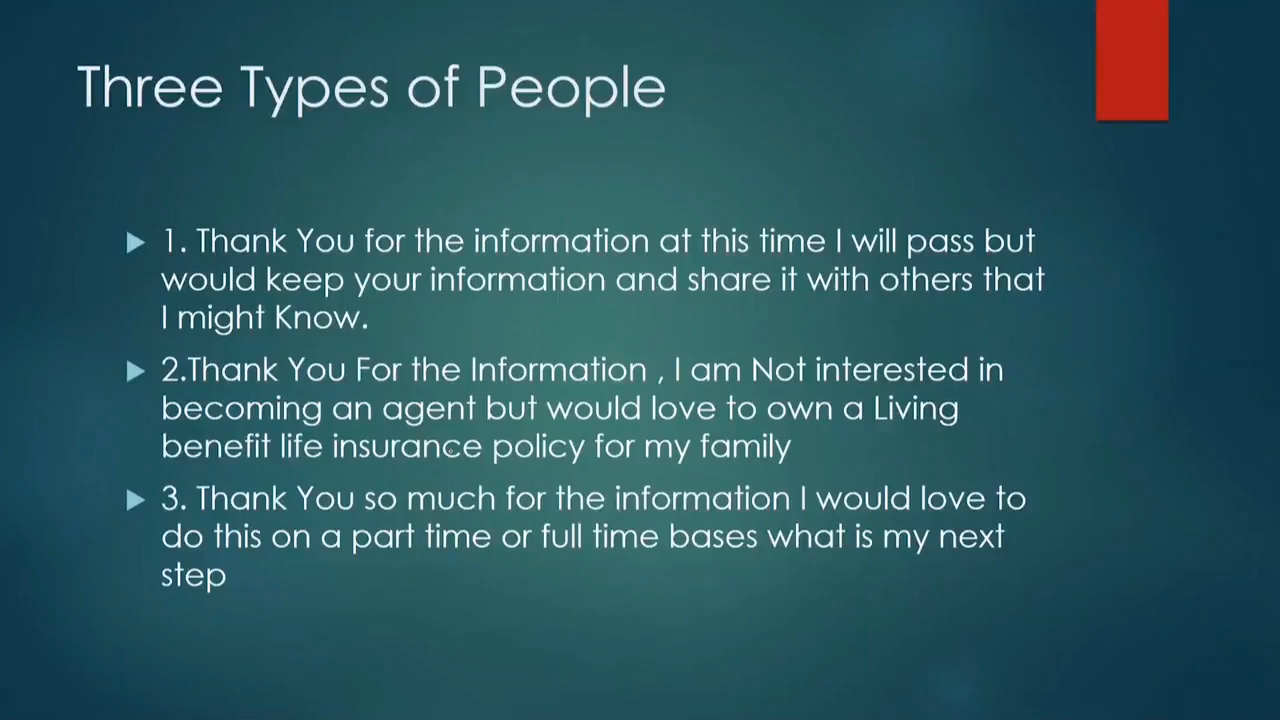 Three Types of People
1. Thank You for the information at this time I will pass but
would keep your information and share it with others that
I might Know.
2.Thank You For the Information , I am Not interested in
becoming an agent but would love to own a Living
benefit life insurance policy for my family
3. Thank You so much for the information I would love to
do this on a part time or full time bases what is my next
step